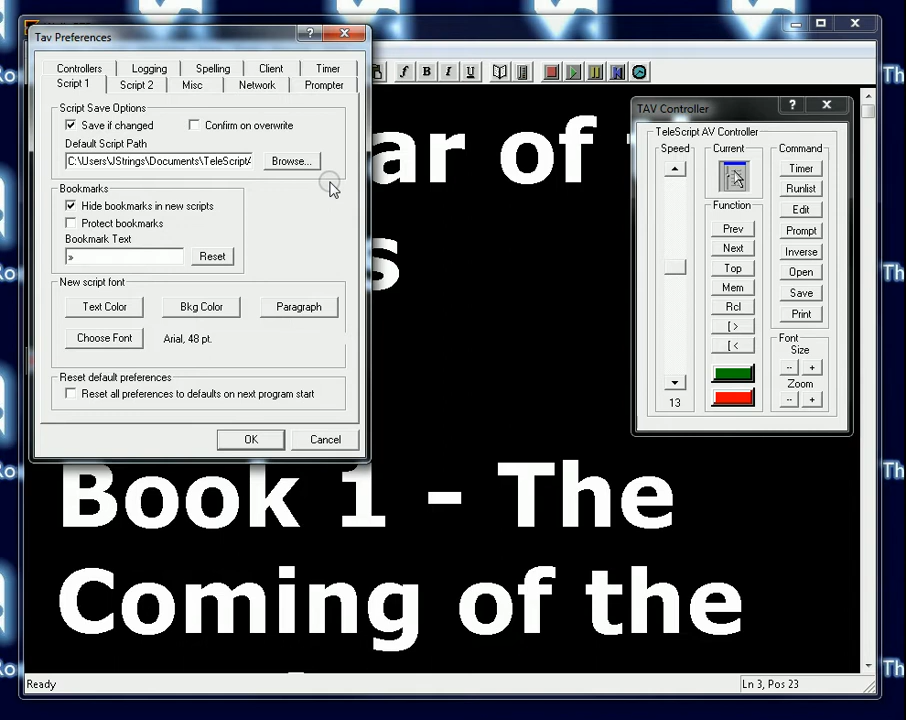 Tav Preferences
Controllers Logging Spelling Client Timer
Script 1 Script 2 Misc Network Prompter
Script Save Options
Save if changed Confirm on overwrite
Default Script Path
C:\Users\JStrings\Documents\TeleScript Browse...
Bookmarks
Hide bookmarks in new scripts
Protect bookmarks
Bookmark Text
» Reset
New script font
Text Color Bkg Color Paragraph
Choose Font Arial, 48 pt.
Reset default preferences
Reset all preferences to defaults on next program start
OK Cancel
B I U
ar of
s
Book 1 - The
Coming of the
TAV Controller
TeleScript AV Controller
Speed Current Command
Timer
Runlist
Function Edit
Prev Prompt
Next Inverse
Top Open
Mem Save
Rcl Print
[ >
[ <
Font
Size
-- +
Zoom
-- +
13
Ready Ln 3, Pos 23
Ro
Th